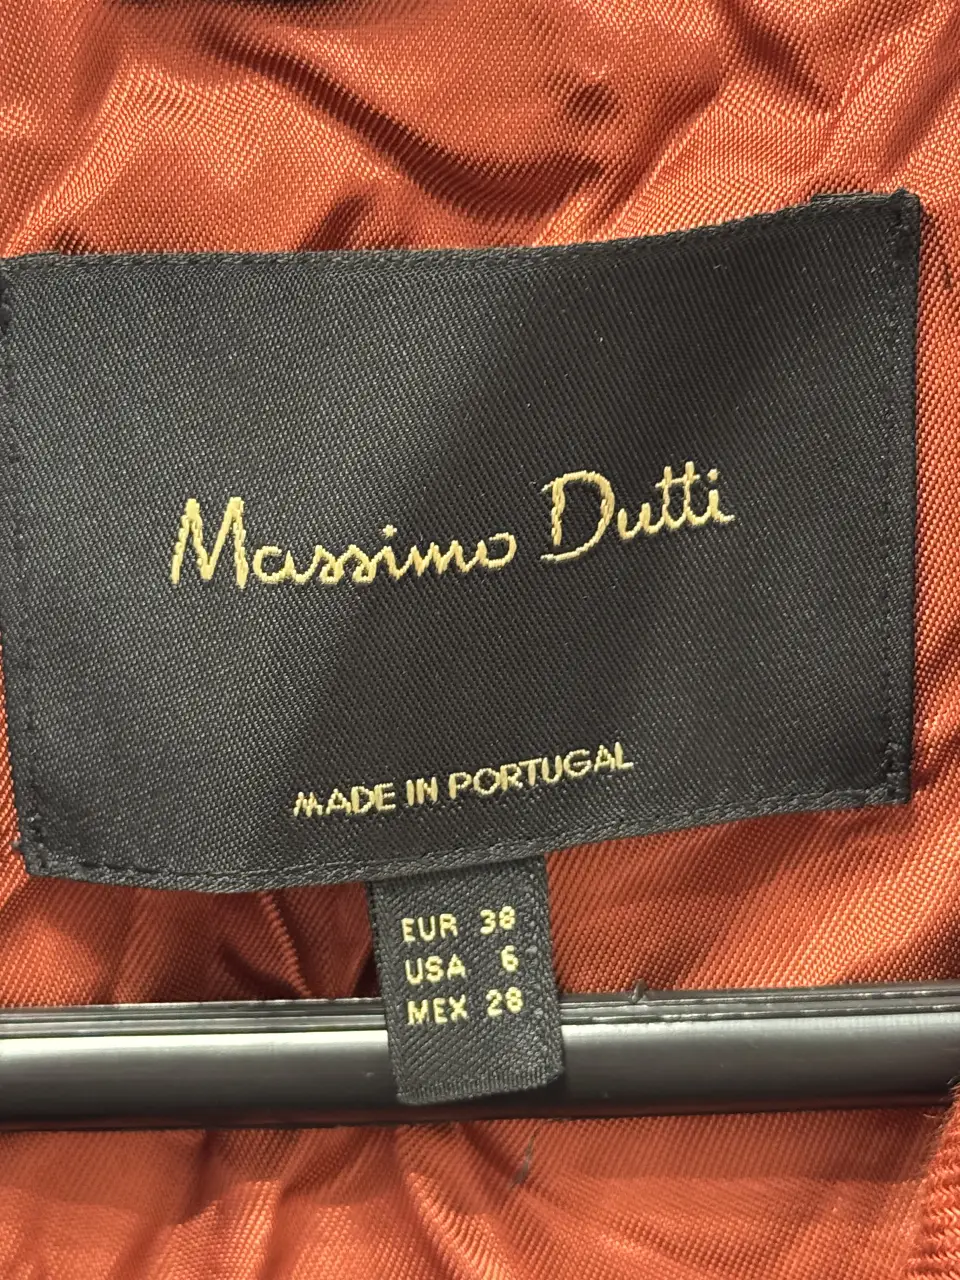 Massimo Dutti
MADE IN PORTUGAL
EUR 38
USA 6
MEX 28